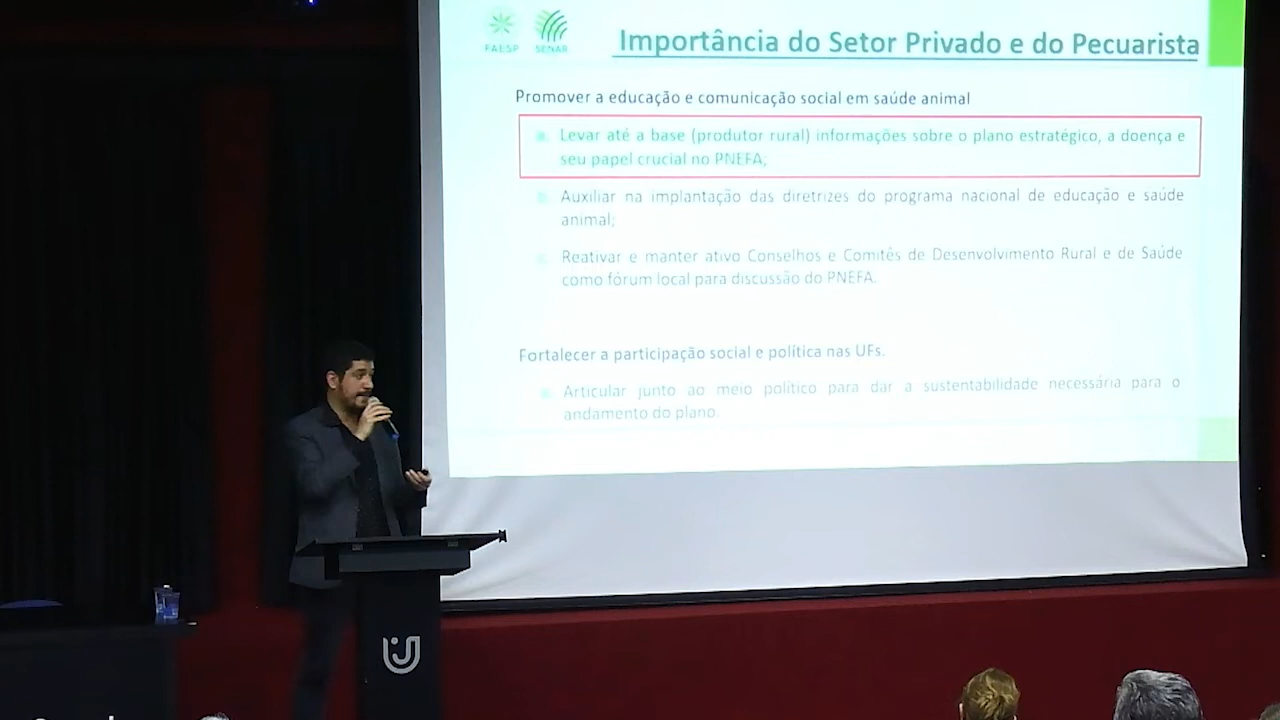 FAESP SENAR
Importância do Setor Privado e do Pecuarista
Promover a educação e comunicação social em saúde animal
Levar até a base (produtor rural) informações sobre o plano estratégico, a doença e
seu papel crucial no PNEFA;
Auxiliar na implantação das diretrizes do programa nacional de educação e saúde
animal;
Reativar e manter ativo Conselhos e Comitês de Desenvolvimento Rural e de Saúde
como fórum local para discussão do PNEFA.
Fortalecer a participação social e política nas UFs.
Articular junto ao meio político para dar a sustentabilidade necessária para o
andamento do plano.